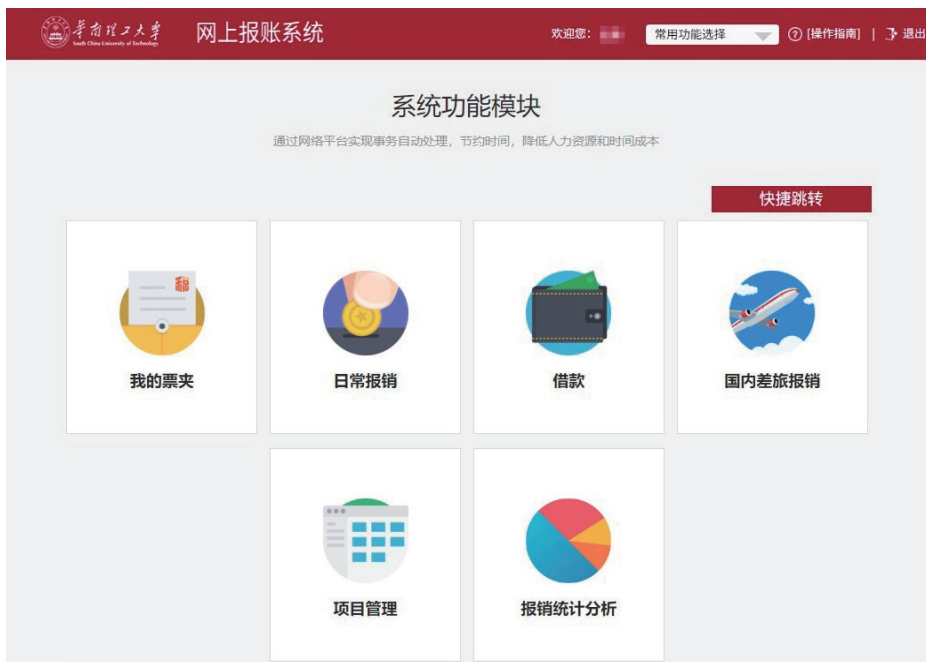 华南理工大学
South China University of Technology
网上报账系统
欢迎您：
常用功能选择
[操作指南] | 退出
系统功能模块
通过网络平台实现事务自动处理，节约时间，降低人力资源和时间成本
快捷跳转
税
我的票夹
日常报销
借款
国内差旅报销
项目管理
报销统计分析